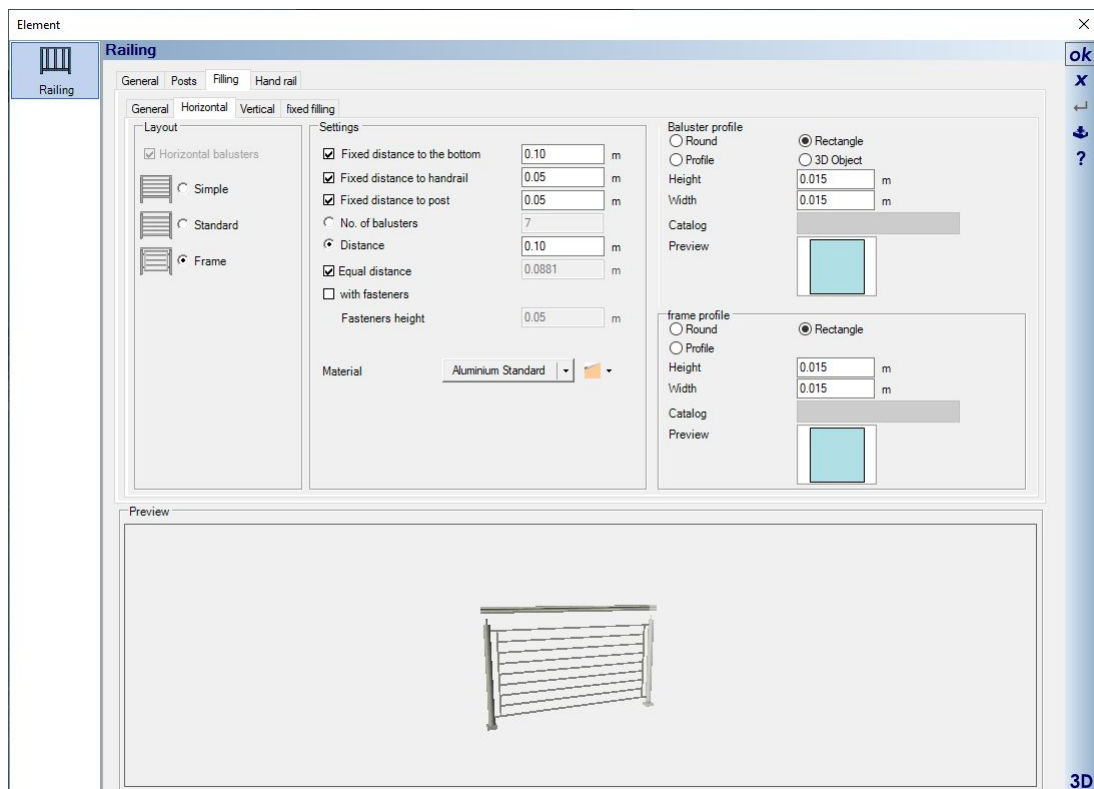 Element
Railing
Railing
ok
x
?
General Posts Filling Hand rail
General Horizontal Vertical fixed filling
Layout
Horizontal balusters
Simple
Standard
Frame
Settings
Fixed distance to the bottom 0.10 m
Fixed distance to handrail 0.05 m
Fixed distance to post 0.05 m
No. of balusters 7
Distance 0.10 m
Equal distance 0.0881 m
with fasteners
Fasteners height 0.05 m
Material Aluminium Standard
Baluster profile
Round Rectangle
Profile 3D Object
Height 0.015 m
Width 0.015 m
Catalog
Preview
frame profile
Round Rectangle
Profile
Height 0.015 m
Width 0.015 m
Catalog
Preview
Preview
3D